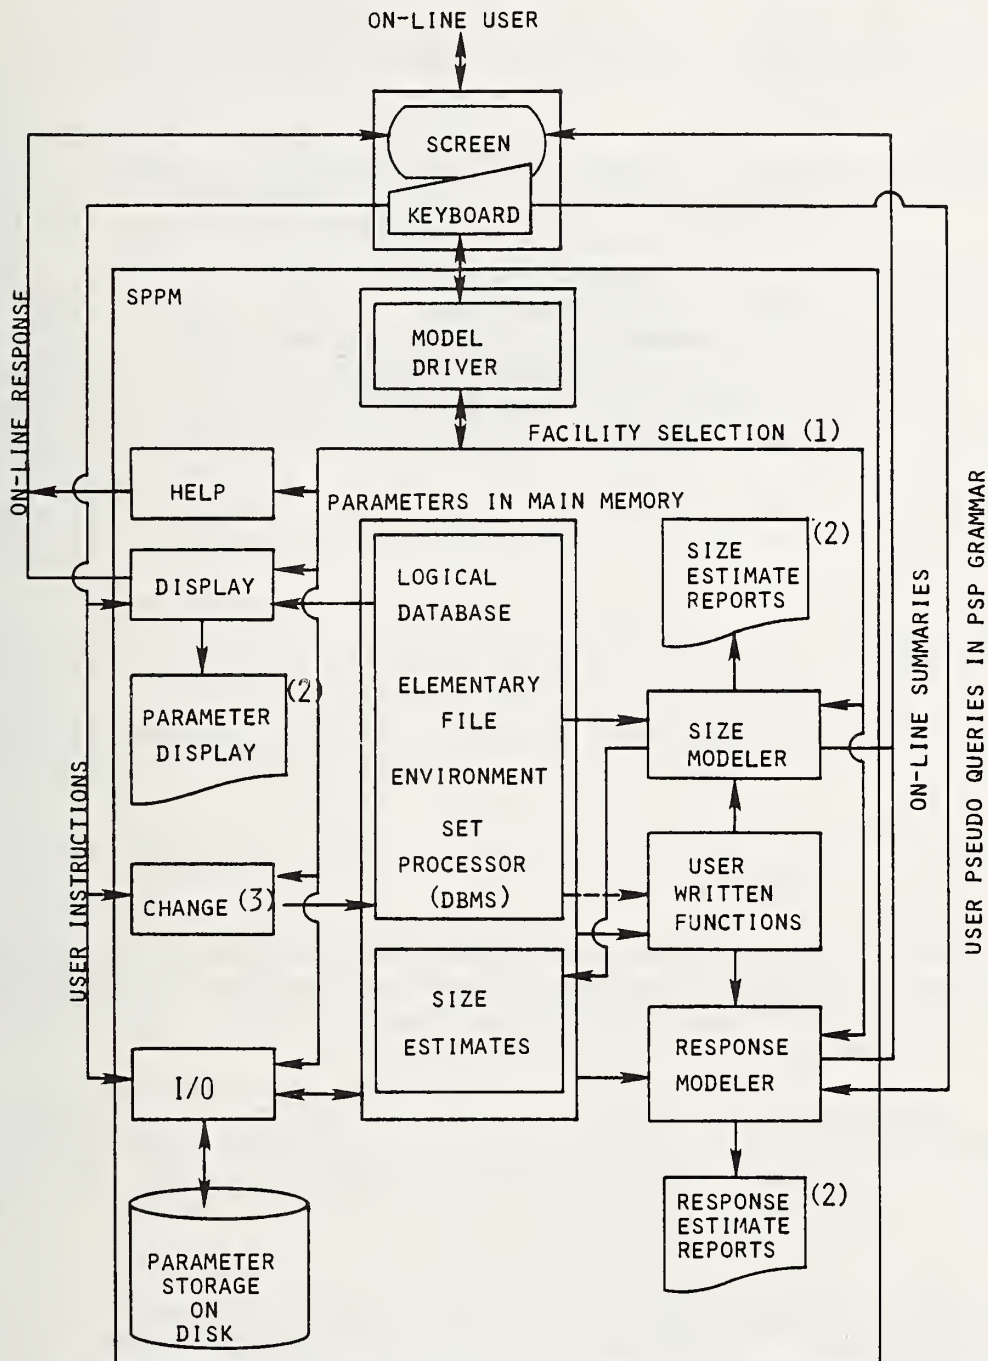 ON-LINE USER
SCREEN
KEYBOARD
SPPM
MODEL
DRIVER
FACILITY SELECTION (1)
ON-LINE RESPONSE
HELP
PARAMETERS IN MAIN MEMORY
DISPLAY
LOGICAL
DATABASE
ELEMENTARY
FILE
ENVIRONMENT
SET
PROCESSOR
(DBMS)
SIZE
ESTIMATE
REPORTS
(2)
PARAMETER
DISPLAY
(2)
SIZE
MODELER
USER INSTRUCTIONS
CHANGE (3)
USER
WRITTEN
FUNCTIONS
SIZE
ESTIMATES
I/O
RESPONSE
MODELER
ON-LINE SUMMARIES
USER PSEUDO QUERIES IN PSP GRAMMAR
PARAMETER
STORAGE
ON
DISK
RESPONSE
ESTIMATE
REPORTS
(2)